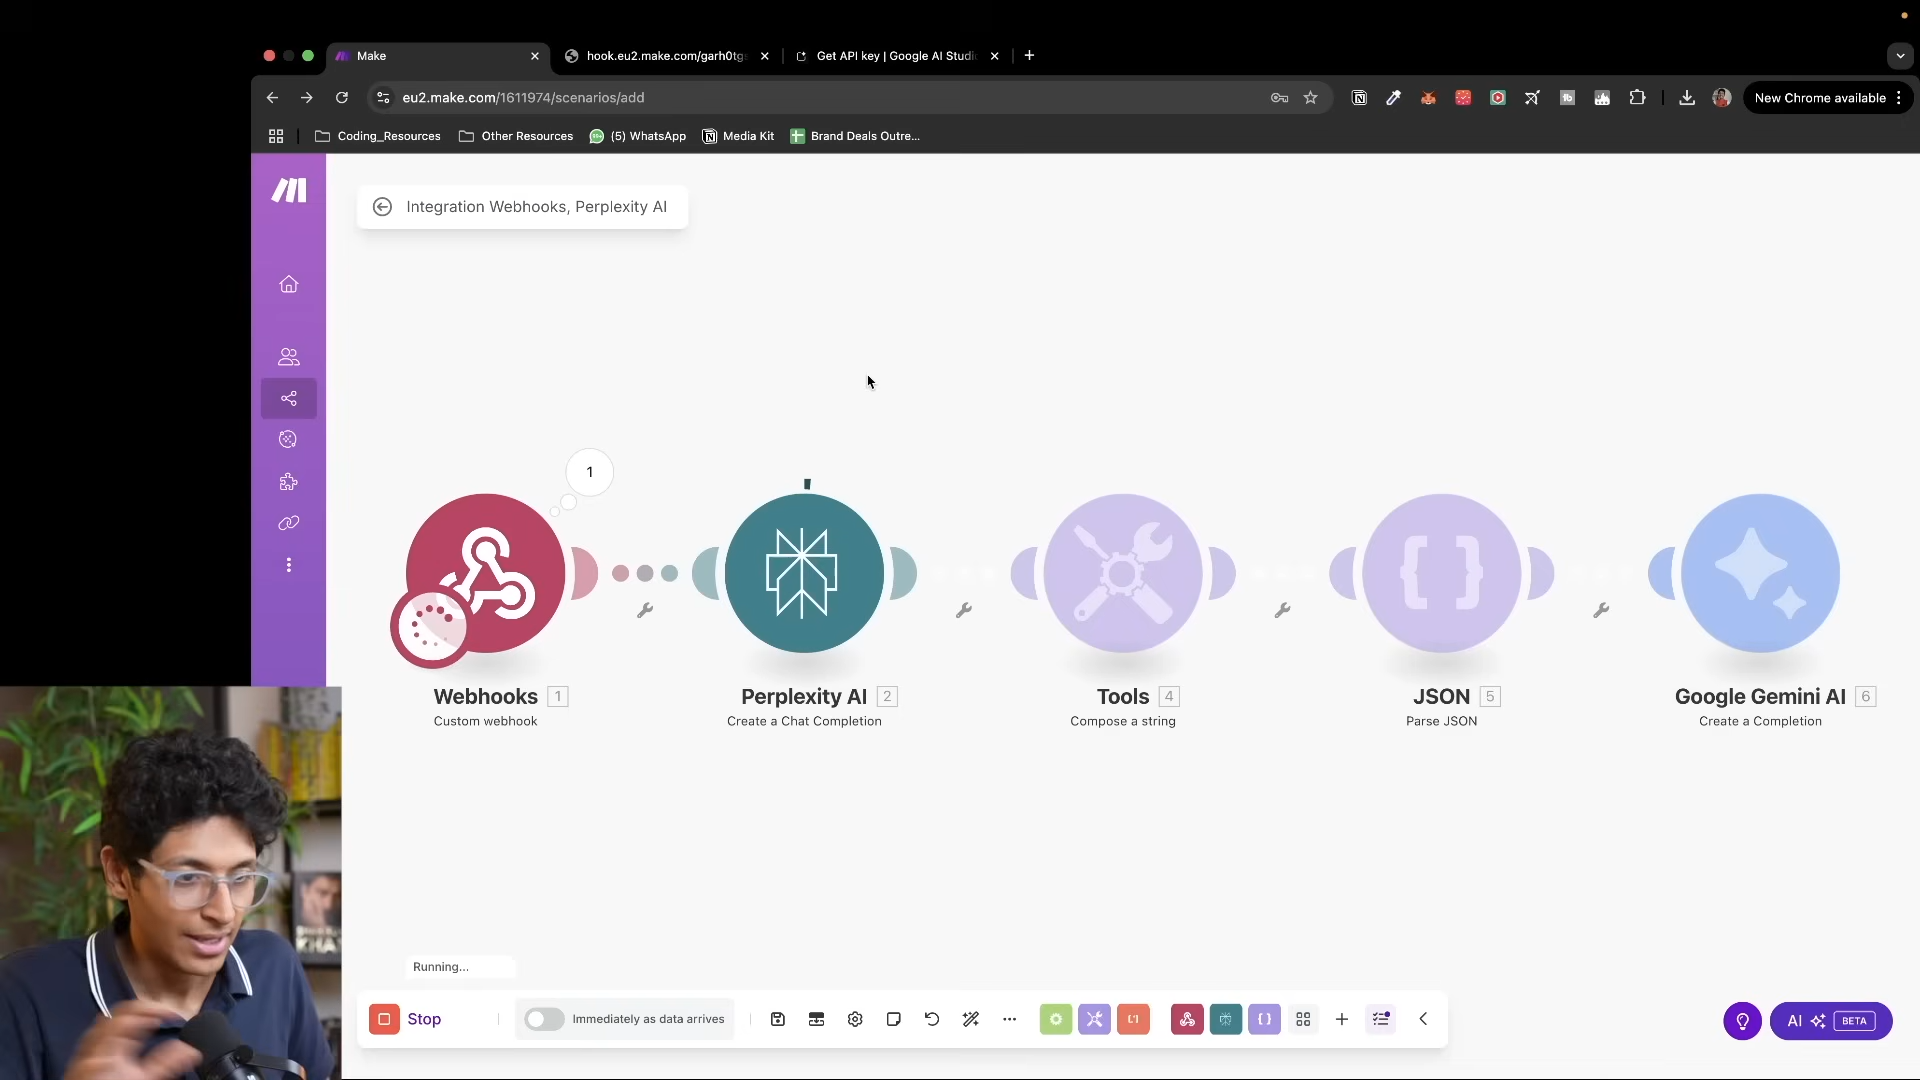 Make
hook.eu2.make.com/garh0tg
Get API key | Google AI Studi
eu2.make.com/1611974/scenarios/add
New Chrome available
Coding_Resources
Other Resources
(5) WhatsApp
Media Kit
Brand Deals Outre...
Integration Webhooks, Perplexity AI
1
Webhooks 1
Custom webhook
Perplexity AI 2
Create a Chat Completion
Tools 4
Compose a string
JSON 5
Parse JSON
Google Gemini AI 6
Create a Completion
Running...
Stop
Immediately as data arrives
AI BETA